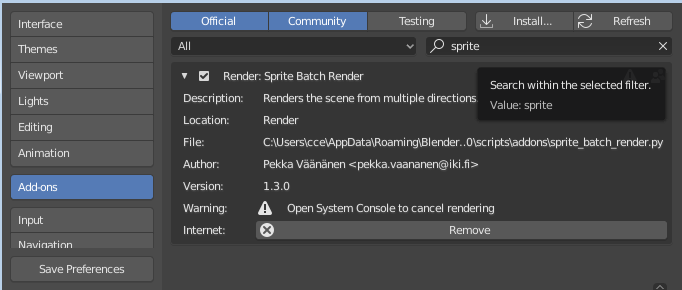 Interface
Themes
Viewport
Lights
Editing
Animation
Add-ons
Input
Navigation
Save Preferences
Official Community Testing Install... Refresh
All sprite
Render: Sprite Batch Render
Description: Renders the scene from multiple directions.
Location: Render
File: C:\Users\cce\AppData\Roaming\Blender..0\scripts\addons\sprite_batch_render.py
Author: Pekka Väänänen <pekka.vaananen@iki.fi>
Version: 1.3.0
Warning: Open System Console to cancel rendering
Internet: Remove
Search within the selected filter.
Value: sprite